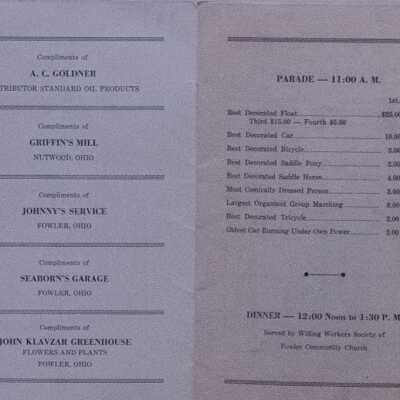 Compliments of
A. C. GOLDNER
TRIBUTOR STANDARD OIL PRODUCTS
Compliments of
GRIFFIN'S MILL
NUTWOOD, OHIO
Compliments of
JOHNNY'S SERVICE
FOWLER, OHIO
Compliments of
SEABORN'S GARAGE
FOWLER, OHIO
Compliments of
JOHN KLAVZAR GREENHOUSE
FLOWERS AND PLANTS
FOWLER, OHIO
PARADE — 11:00 A. M.
1st.
Best Decorated Float
Third $15.00 — Fourth
Best Decorated Car 10.00
Best Decorated Bicycle
Best Decorated Saddle Pony
Best Decorated Saddle Horse
Most Comically Dressed Person
Largest Organized Group Marching
Best Decorated Tricycle
Oldest Car Running Under Own Power
DINNER — 12:00 Noon to 1:30 P. M
Served by Willing Workers Society of
Fowler Community Church